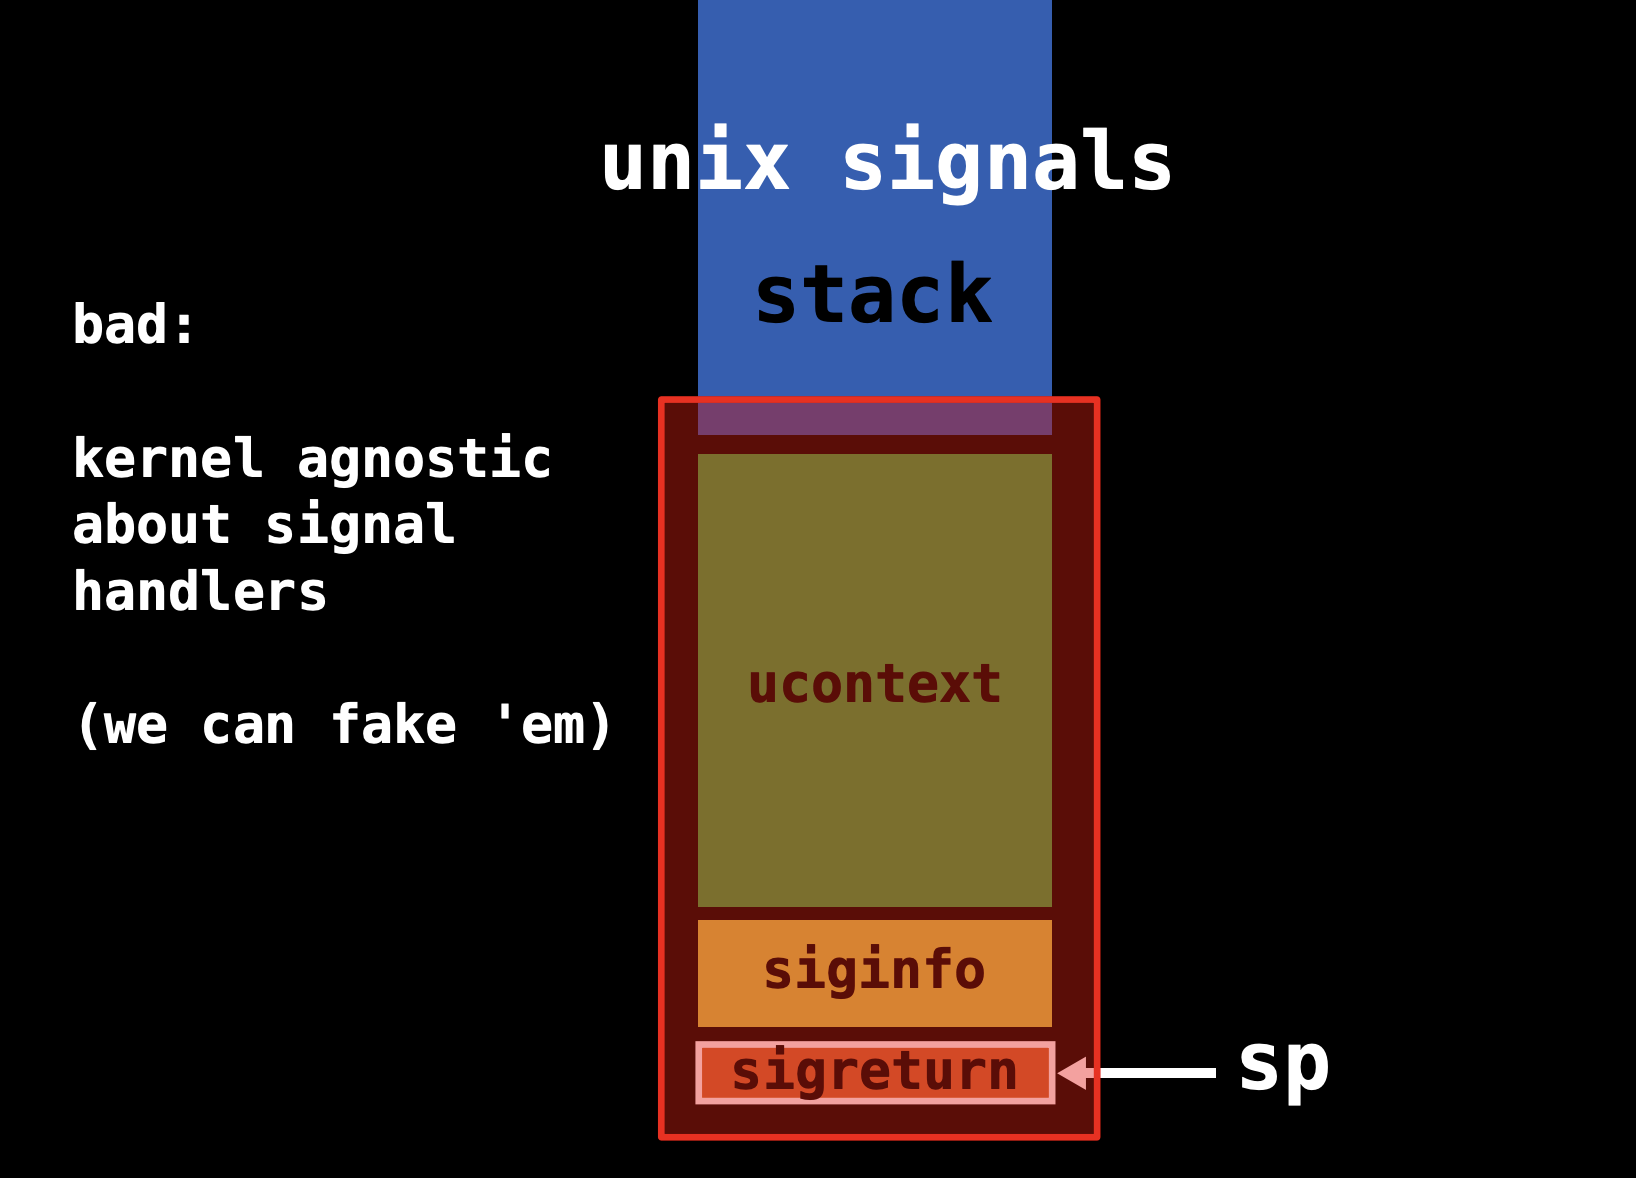 unix signals
stack
bad:
kernel agnostic
about signal
handlers
(we can fake 'em)
ucontext
siginfo
sigreturn
sp